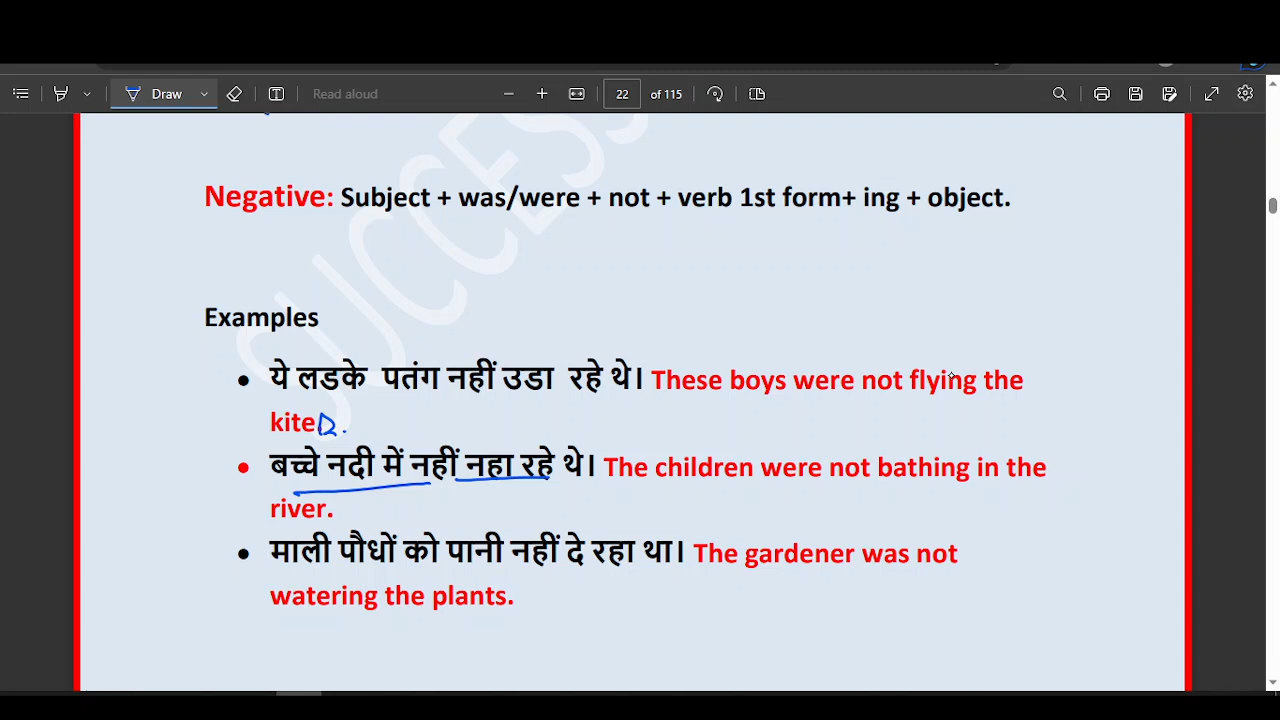 Draw
Read aloud
22 of 115
SUCCESS
Negative: Subject + was/were + not + verb 1st form+ ing + object.
Examples
• ये लडके पतंग नहीं उडा रहे थे। These boys were not flying the
kite
• बच्चे नदी में नहीं नहा रहे थे। The children were not bathing in the
river.
• माली पौधों को पानी नहीं दे रहा था। The gardener was not
watering the plants.